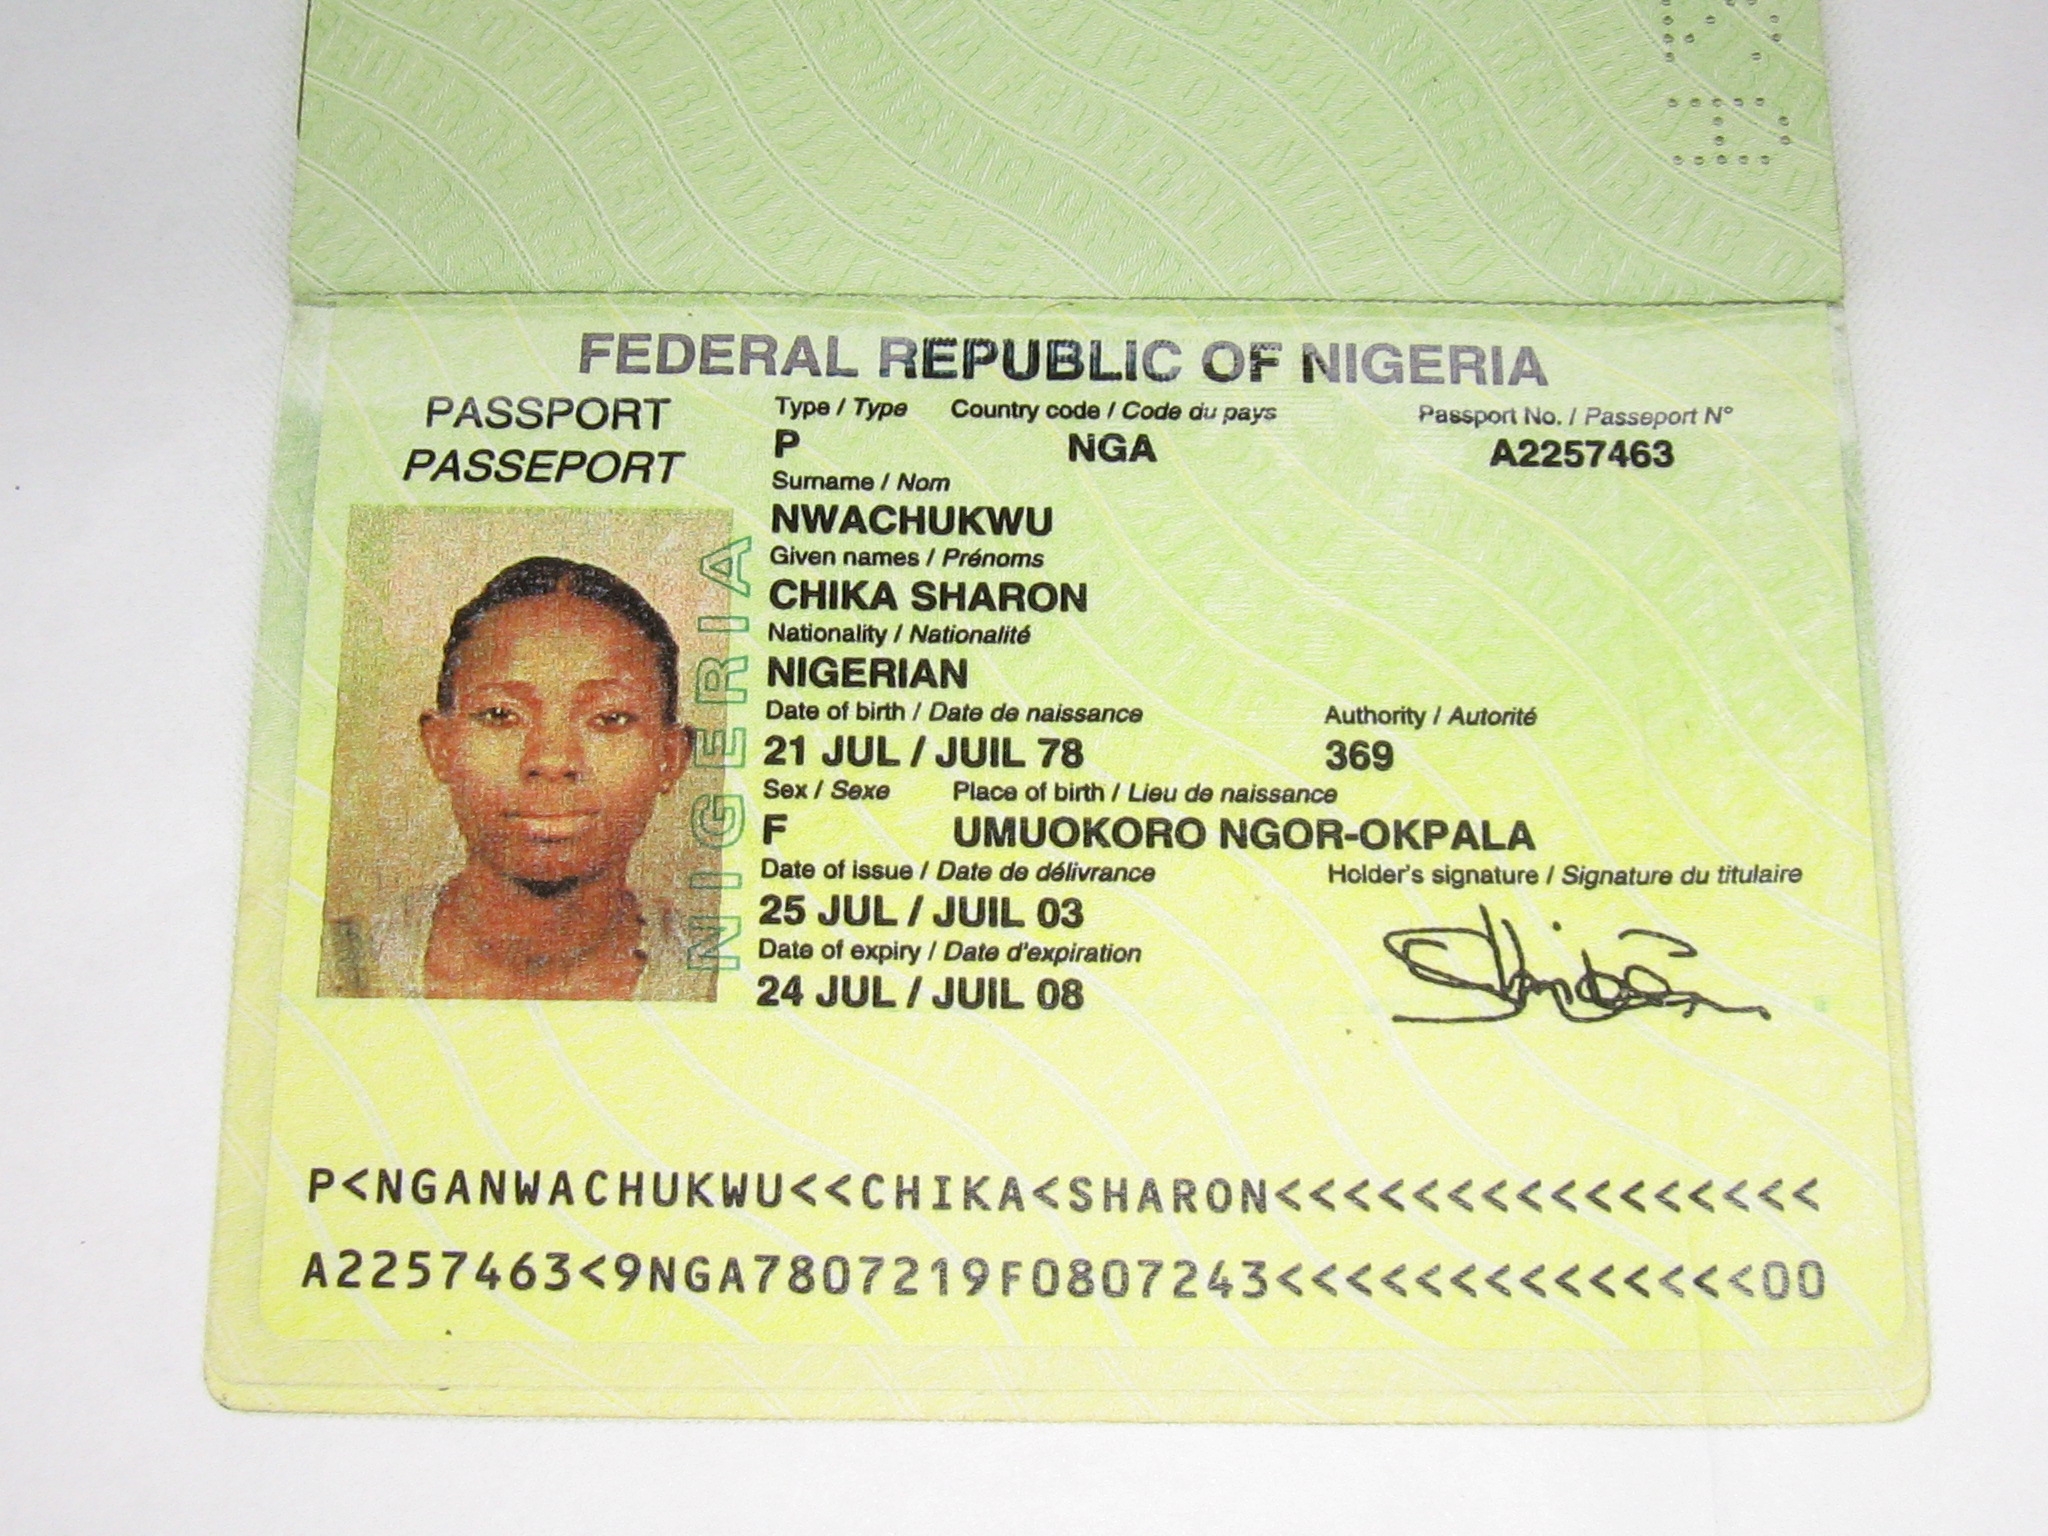 FEDERAL REPUBLIC OF NIGERIA
PASSPORT
PASSEPORT
Type / Type Country code / Code du pays Passport No. / Passeport N°
P NGA A2257463
Surname / Nom
NWACHUKWU
Given names / Prénoms
CHIKA SHARON
Nationality / Nationalité
NIGERIAN
Date of birth / Date de naissance Authority / Autorité
21 JUL / JUIL 78 369
Sex / Sexe Place of birth / Lieu de naissance
F UMUOKORO NGOR-OKPALA
Date of issue / Date de délivrance Holder's signature / Signature du titulaire
25 JUL / JUIL 03
Date of expiry / Date d'expiration
24 JUL / JUIL 08
NIGERIA
P<NGANWACHUKWU<<CHIKA<SHARON<<<<<<<<<<<<<<<<
A2257463<9NGA7807219F0807243<<<<<<<<<<<<<<00